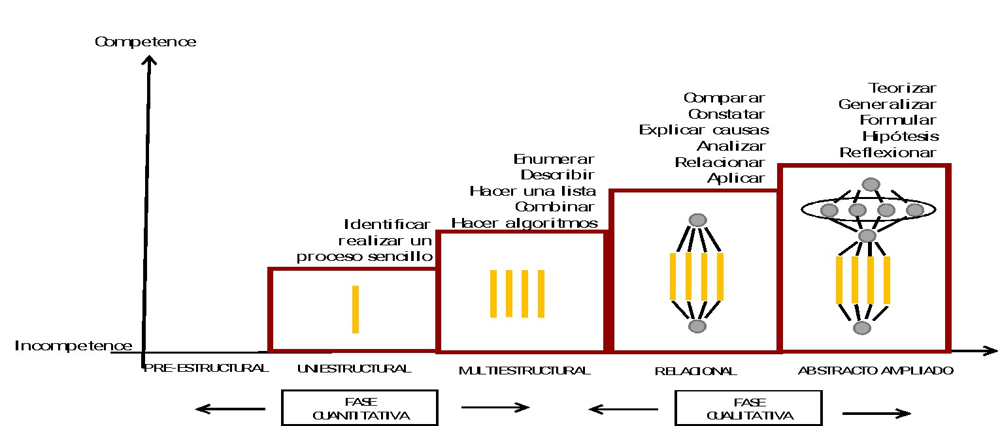 Competence
Teorizar
Generalizar
Formular
Hipótesis
Reflexionar
Comparar
Constatar
Explicar causas
Analizar
Relacionar
Aplicar
Enumerar
Describir
Hacer una lista
Combinar
Hacer algoritmos
Identificar
realizar un
proceso sencillo
Incompetence
PRE-ESTRUCTURAL
UNIESTRUCTURAL
MULTIESTRUCTURAL
RELACIONAL
ABSTRACTO AMPLIADO
FASE
CUANTITATIVA
FASE
CUALITATIVA